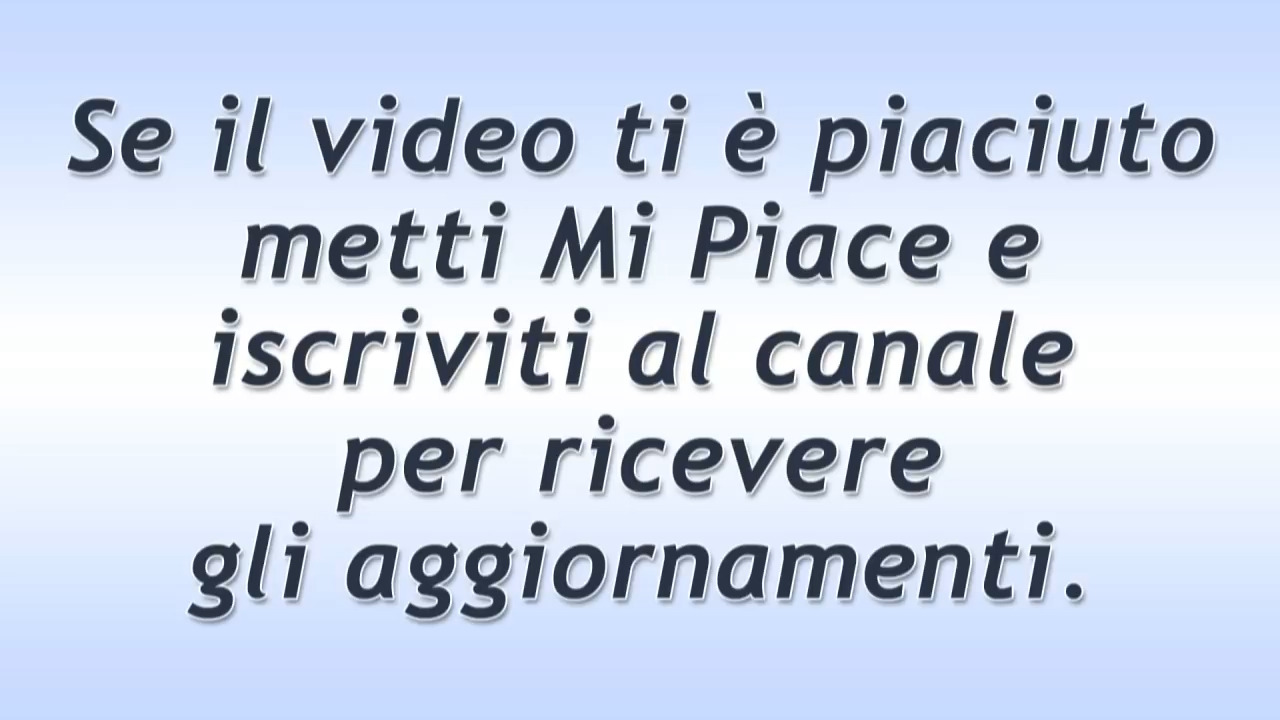 Se il video ti è piaciuto
metti Mi Piace e
iscriviti al canale
per ricevere
gli aggiornamenti.